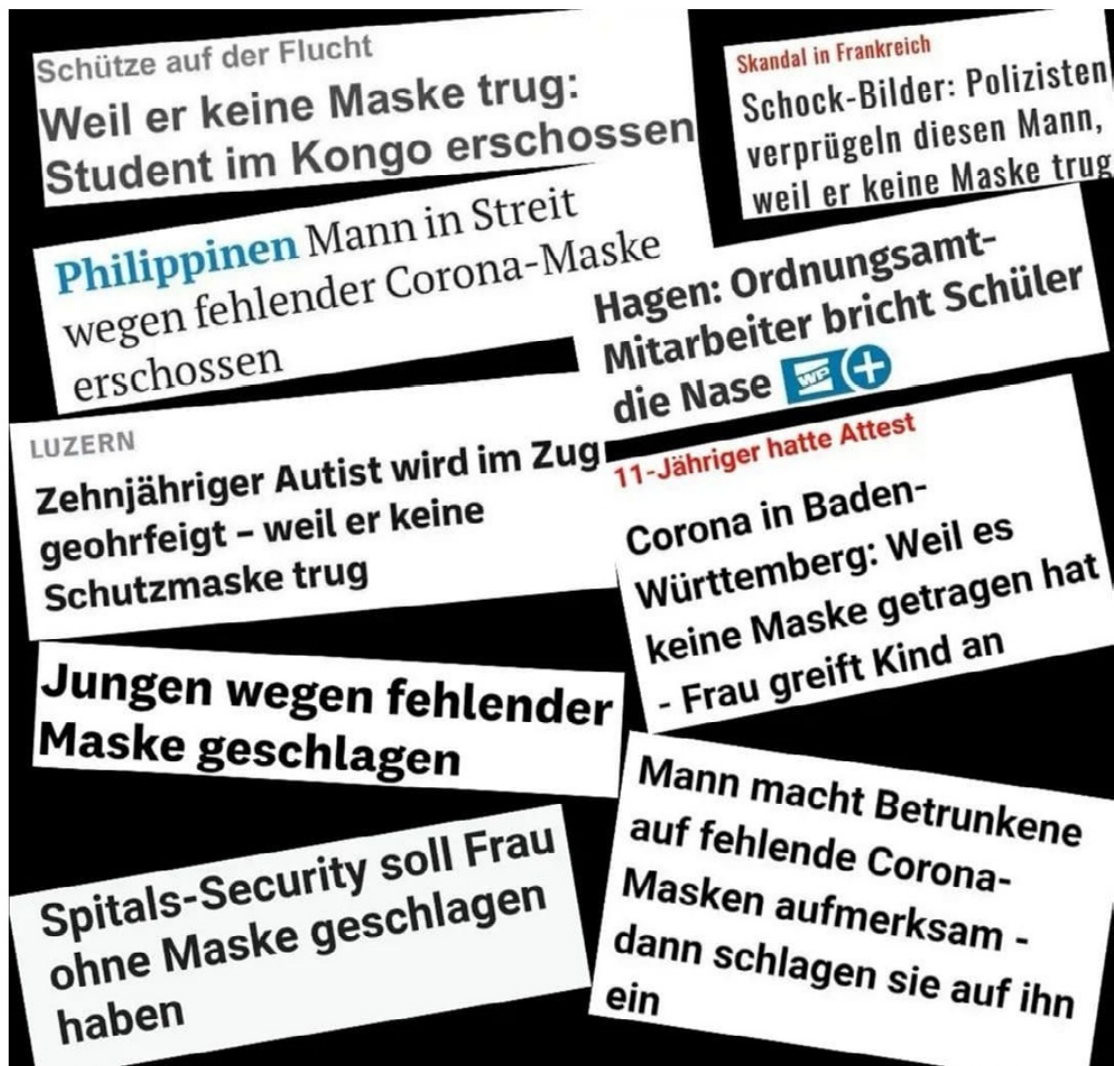 Schütze auf der Flucht
Weil er keine Maske trug:
Student im Kongo erschossen
Skandal in Frankreich
Schock-Bilder: Polizisten
verprügeln diesen Mann,
weil er keine Maske trug
Philippinen Mann in Streit
wegen fehlender Corona-Maske
erschossen
Hagen: Ordnungsamt-
Mitarbeiter bricht Schüler
die Nase WP +
LUZERN
Zehnjähriger Autist wird im Zug
geohrfeigt – weil er keine
Schutzmaske trug
11-Jähriger hatte Attest
Corona in Baden-
Württemberg: Weil es
keine Maske getragen hat
- Frau greift Kind an
Jungen wegen fehlender
Maske geschlagen
Mann macht Betrunkene
auf fehlende Corona-
Masken aufmerksam -
dann schlagen sie auf ihn
ein
Spitals-Security soll Frau
ohne Maske geschlagen
haben